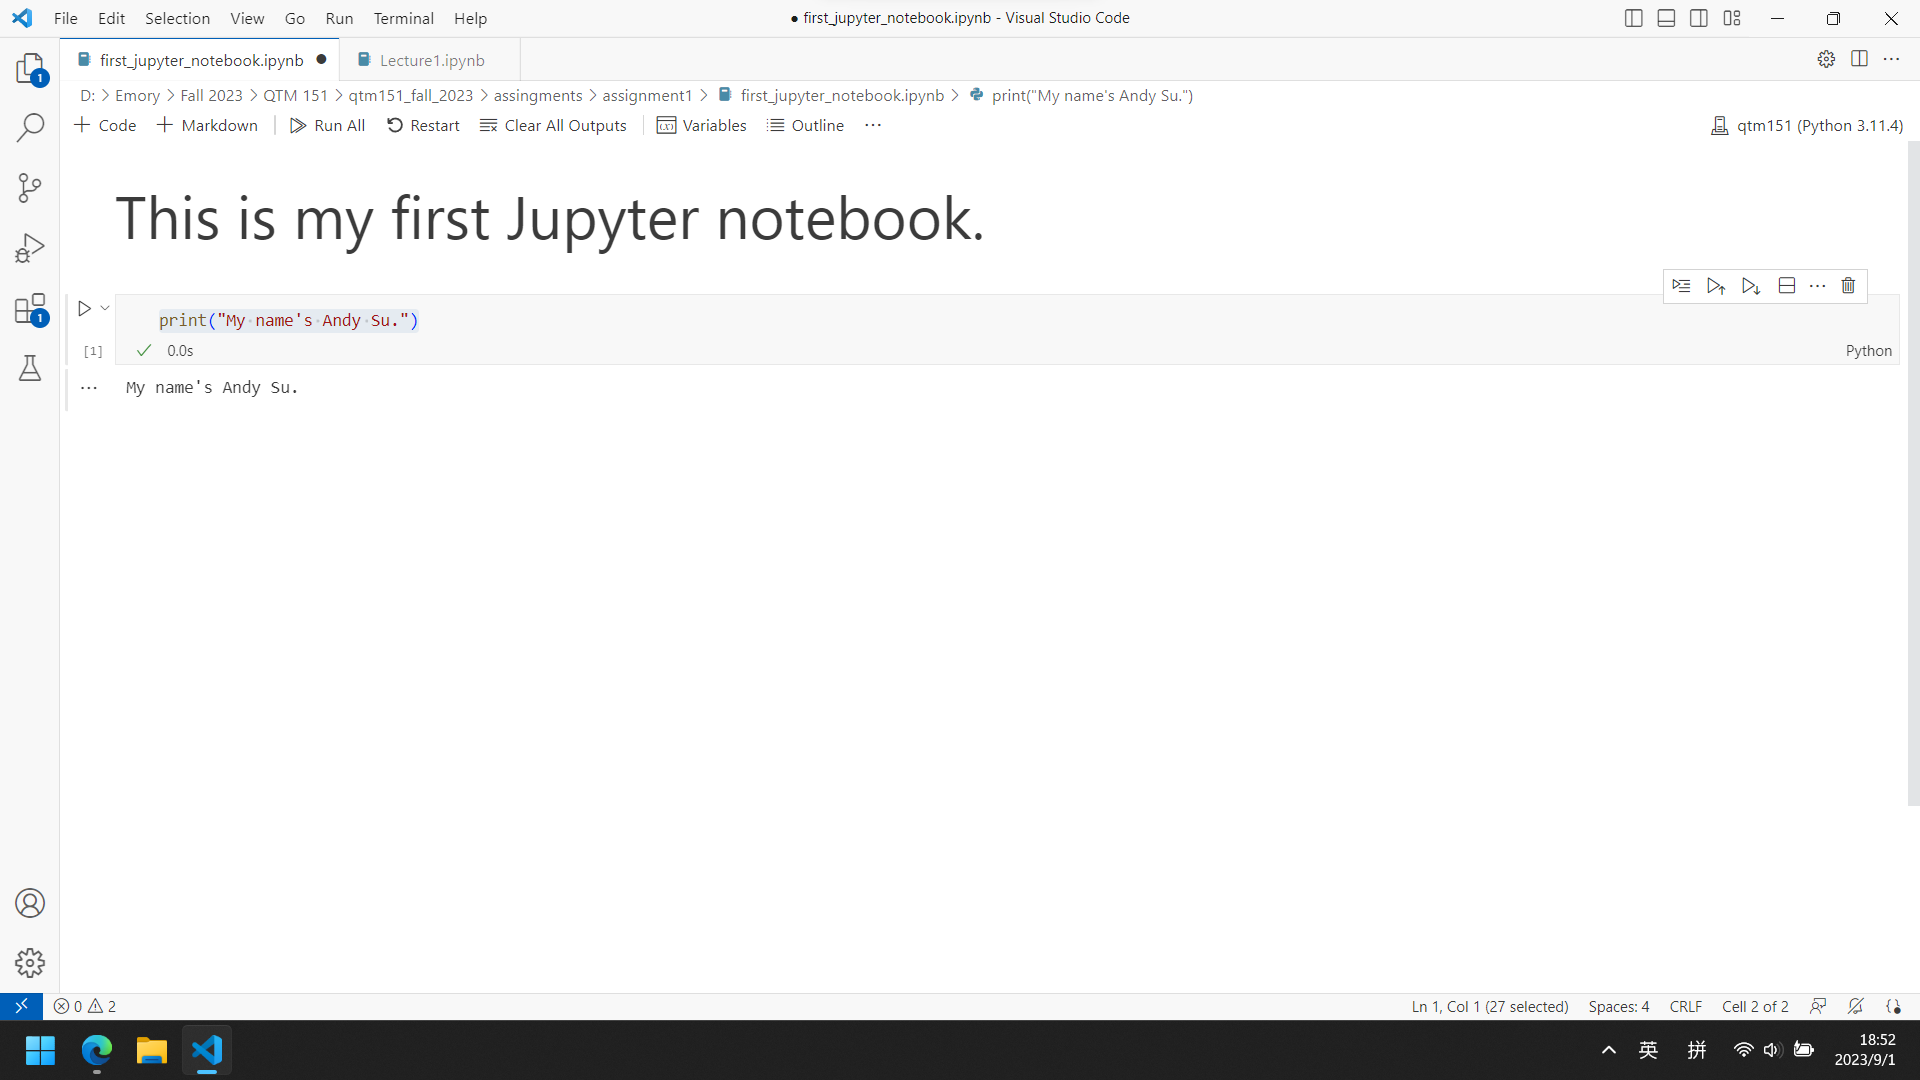 File Edit Selection View Go Run Terminal Help
● first_jupyter_notebook.ipynb - Visual Studio Code
first_jupyter_notebook.ipynb ●
Lecture1.ipynb
D: > Emory > Fall 2023 > QTM 151 > qtm151_fall_2023 > assingments > assignment1 > first_jupyter_notebook.ipynb > print("My name's Andy Su.")
+ Code + Markdown | Run All Restart Clear All Outputs | Variables Outline ...
qtm151 (Python 3.11.4)
This is my first Jupyter notebook.
print("My name's Andy Su.")
[1] ✓ 0.0s
Python
... My name's Andy Su.
1
1
0 2
Ln 1, Col 1 (27 selected) Spaces: 4 CRLF Cell 2 of 2
英 拼
18:52
2023/9/1